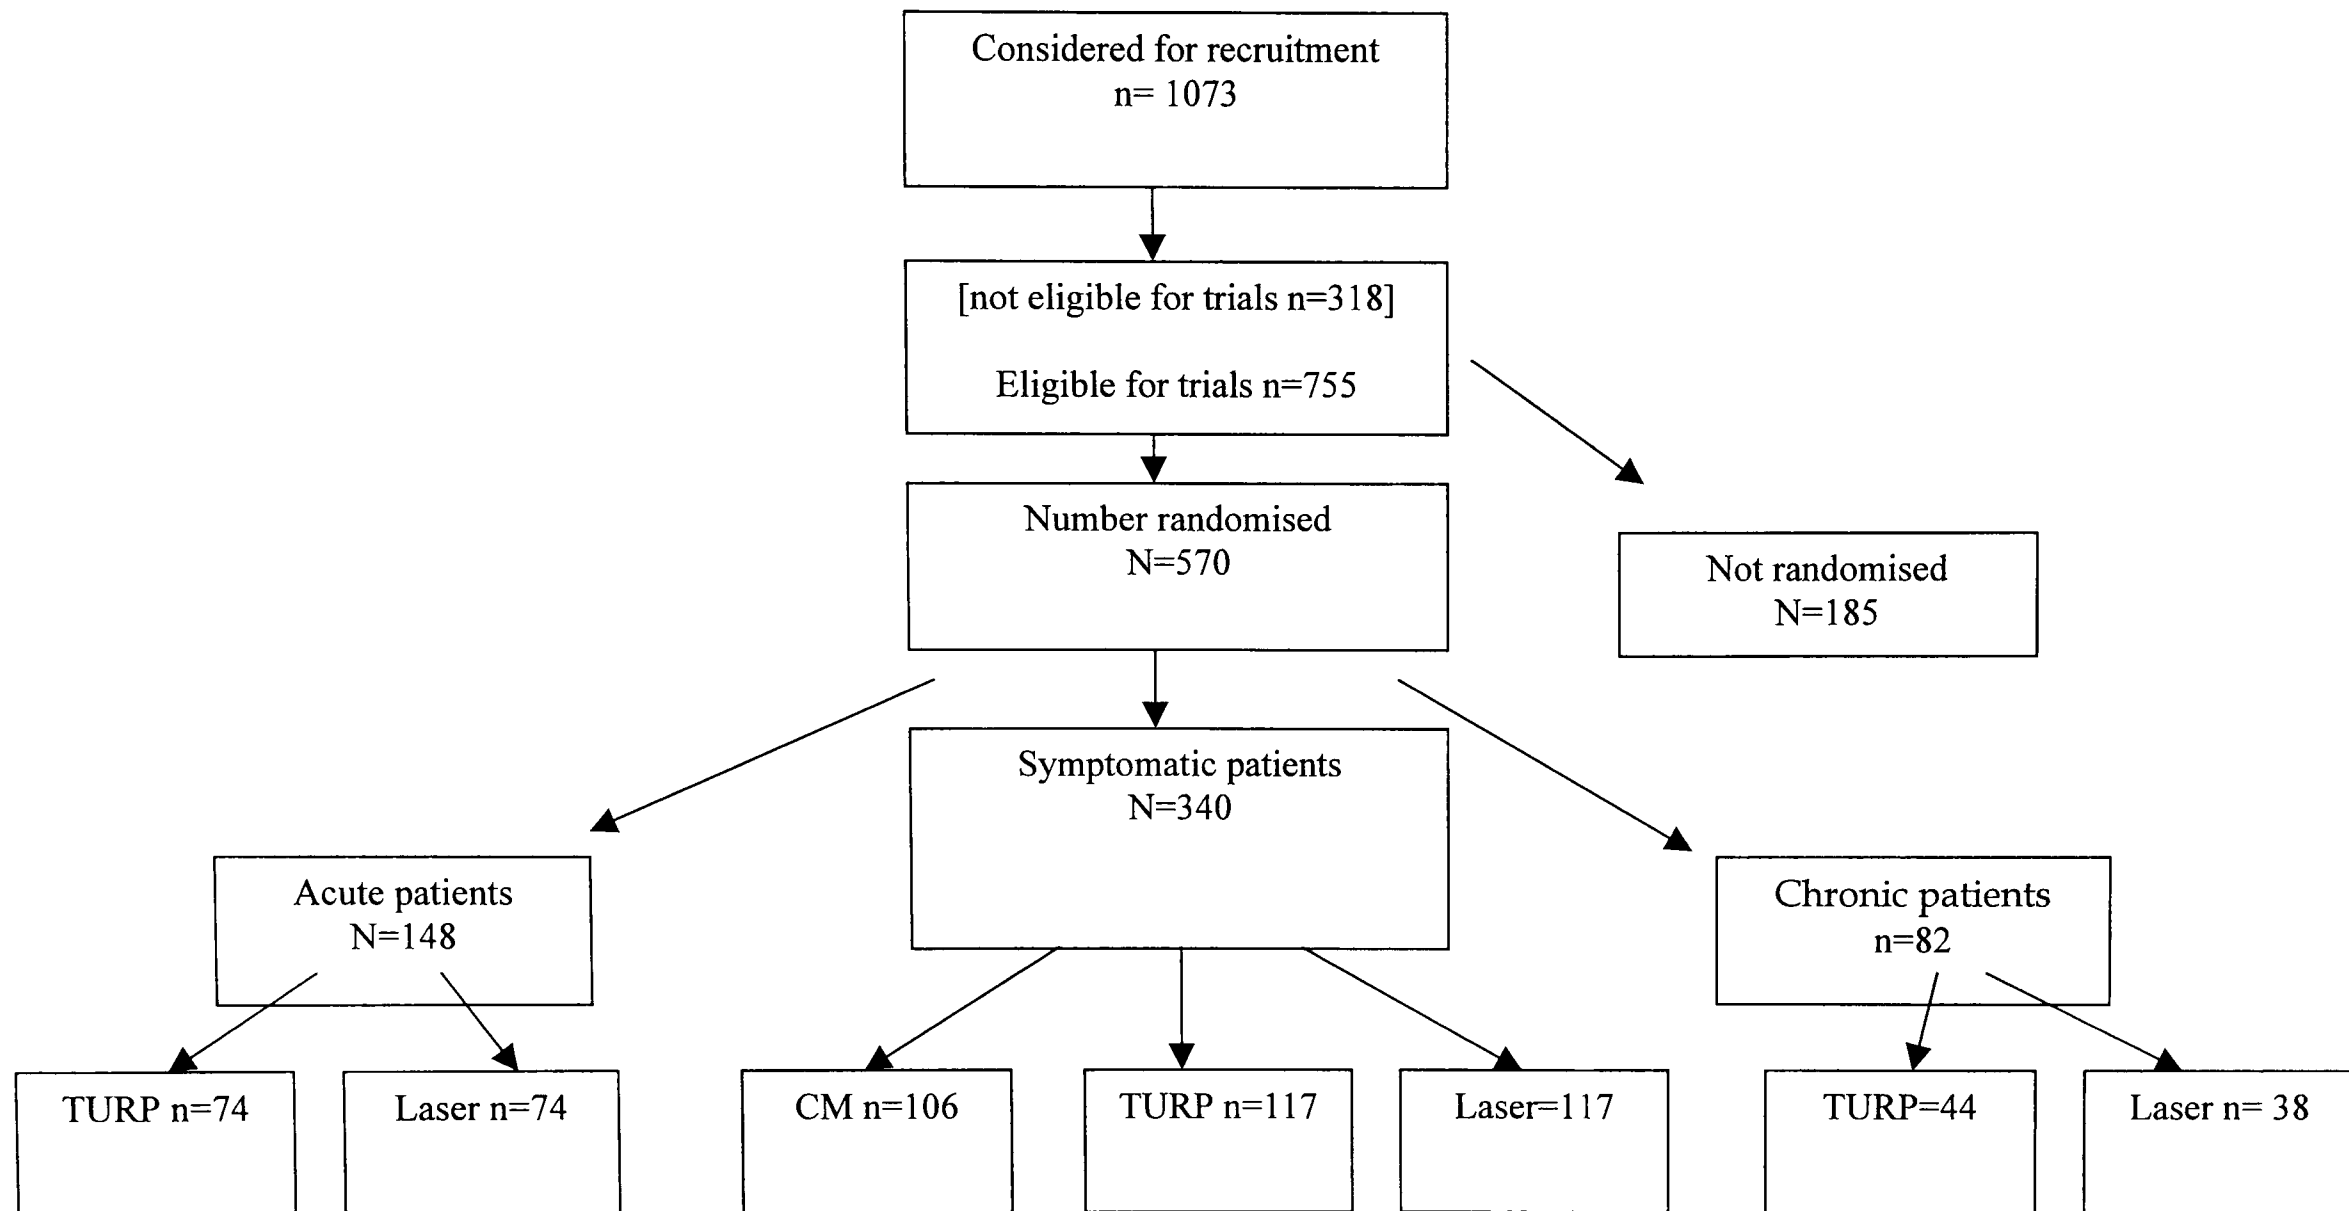 Considered for recruitment
n= 1073
[not eligible for trials n=318]
Eligible for trials n=755
Number randomised
N=570
Not randomised
N=185
Symptomatic patients
N=340
Acute patients
N=148
Chronic patients
n=82
TURP n=74
Laser n=74
CM n=106
TURP n=117
Laser=117
TURP=44
Laser n= 38